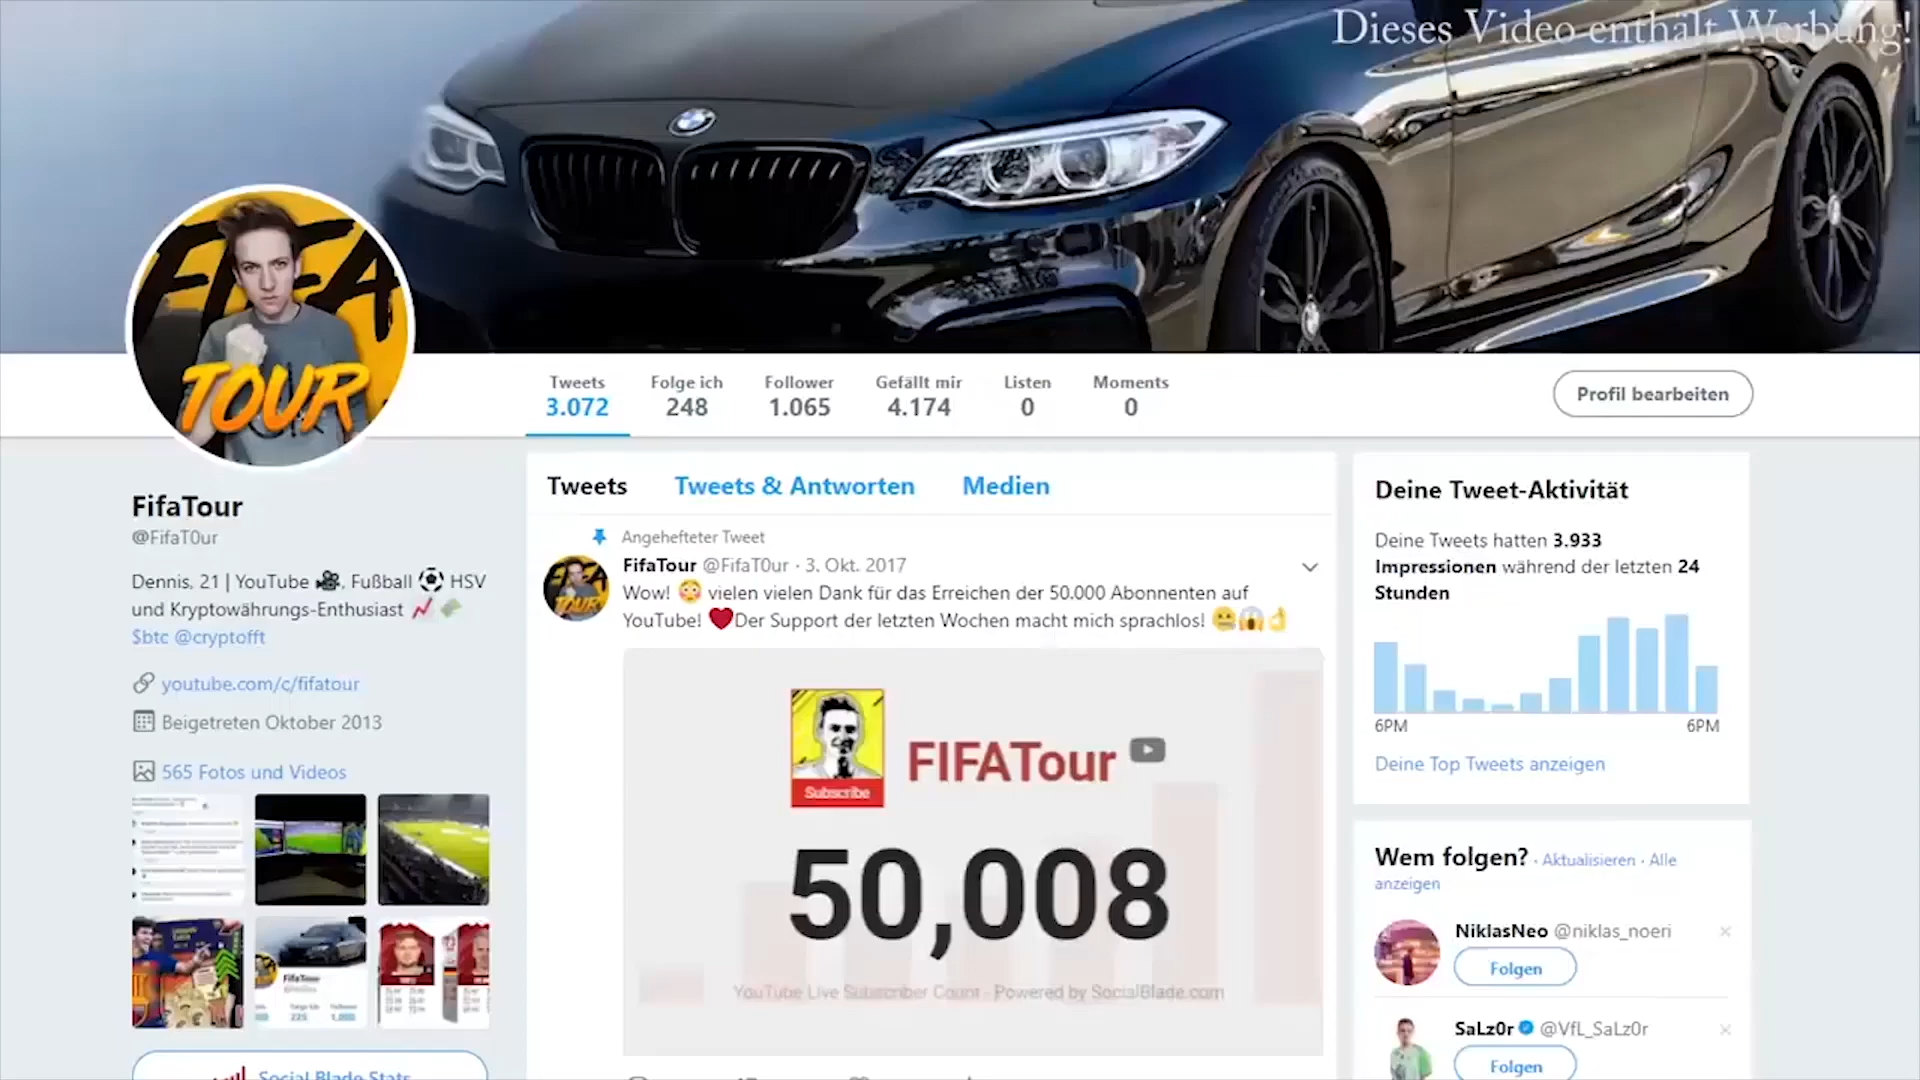 Dieses Video enthält Werbung!
FIFA
TOUR
Tweets
3.072
Folge ich
248
Follower
1.065
Gefällt mir
4.174
Listen
0
Moments
0
Profil bearbeiten
FifaTour
@FifaT0ur
Dennis, 21 | YouTube 🎥, Fußball ⚽ HSV
und Kryptowährungs-Enthusiast 📈 💸
$btc @cryptofft
youtube.com/c/fifatour
Beigetreten Oktober 2013
565 Fotos und Videos
Social Blade Stats
Tweets
Tweets & Antworten
Medien
Angehefteter Tweet
FifaTour @FifaT0ur · 3. Okt. 2017
Wow! 😳 vielen vielen Dank für das Erreichen der 50.000 Abonnenten auf
YouTube! ❤️Der Support der letzten Wochen macht mich sprachlos! 🤐😱👌
Subscribe
FIFATour
50,008
YouTube Live Subscriber Count - Powered by SocialBlade.com
Deine Tweet-Aktivität
Deine Tweets hatten 3.933
Impressionen während der letzten 24
Stunden
6PM
6PM
Deine Top Tweets anzeigen
Wem folgen? · Aktualisieren · Alle
anzeigen
NiklasNeo @niklas_noeri
Folgen
SaLz0r @VfL_SaLz0r
Folgen